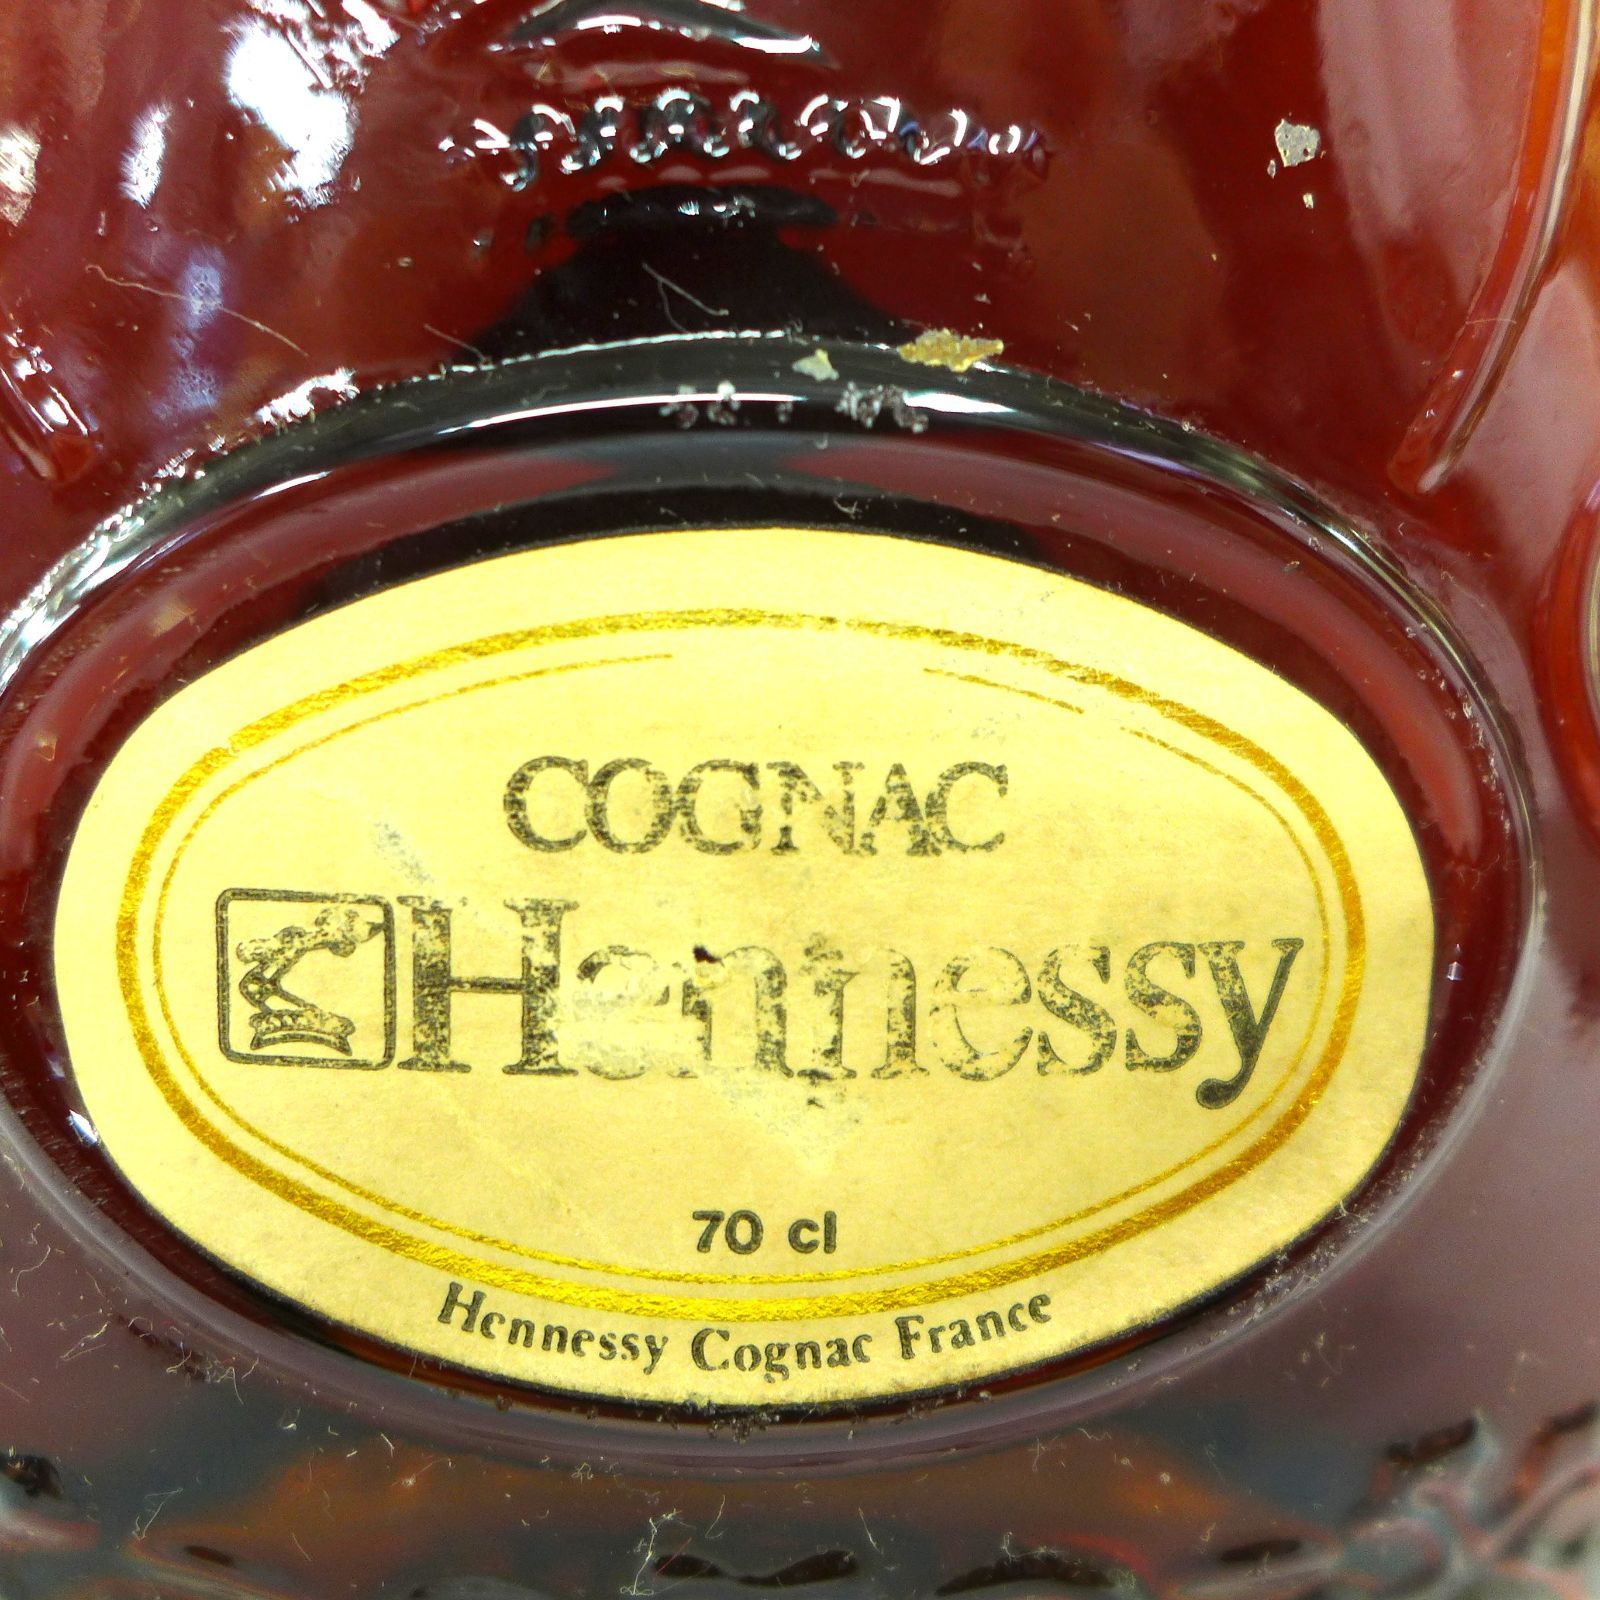 COGNAC
Hennessy
70 cl
Hennessy Cognac France